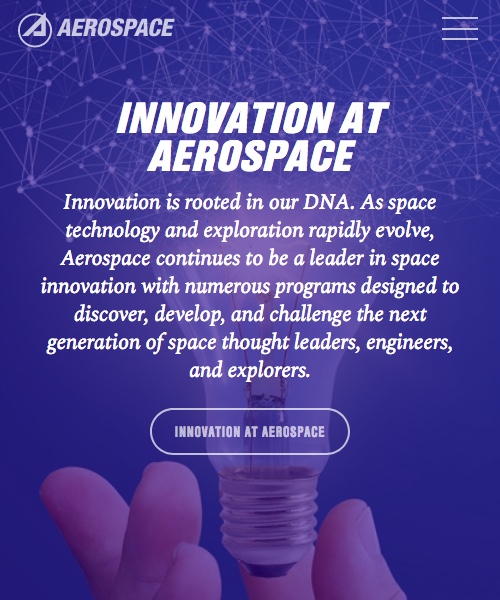 AEROSPACE
INNOVATION AT
AEROSPACE
Innovation is rooted in our DNA. As space
technology and exploration rapidly evolve,
Aerospace continues to be a leader in space
innovation with numerous programs designed to
discover, develop, and challenge the next
generation of space thought leaders, engineers,
and explorers.
INNOVATION AT AEROSPACE